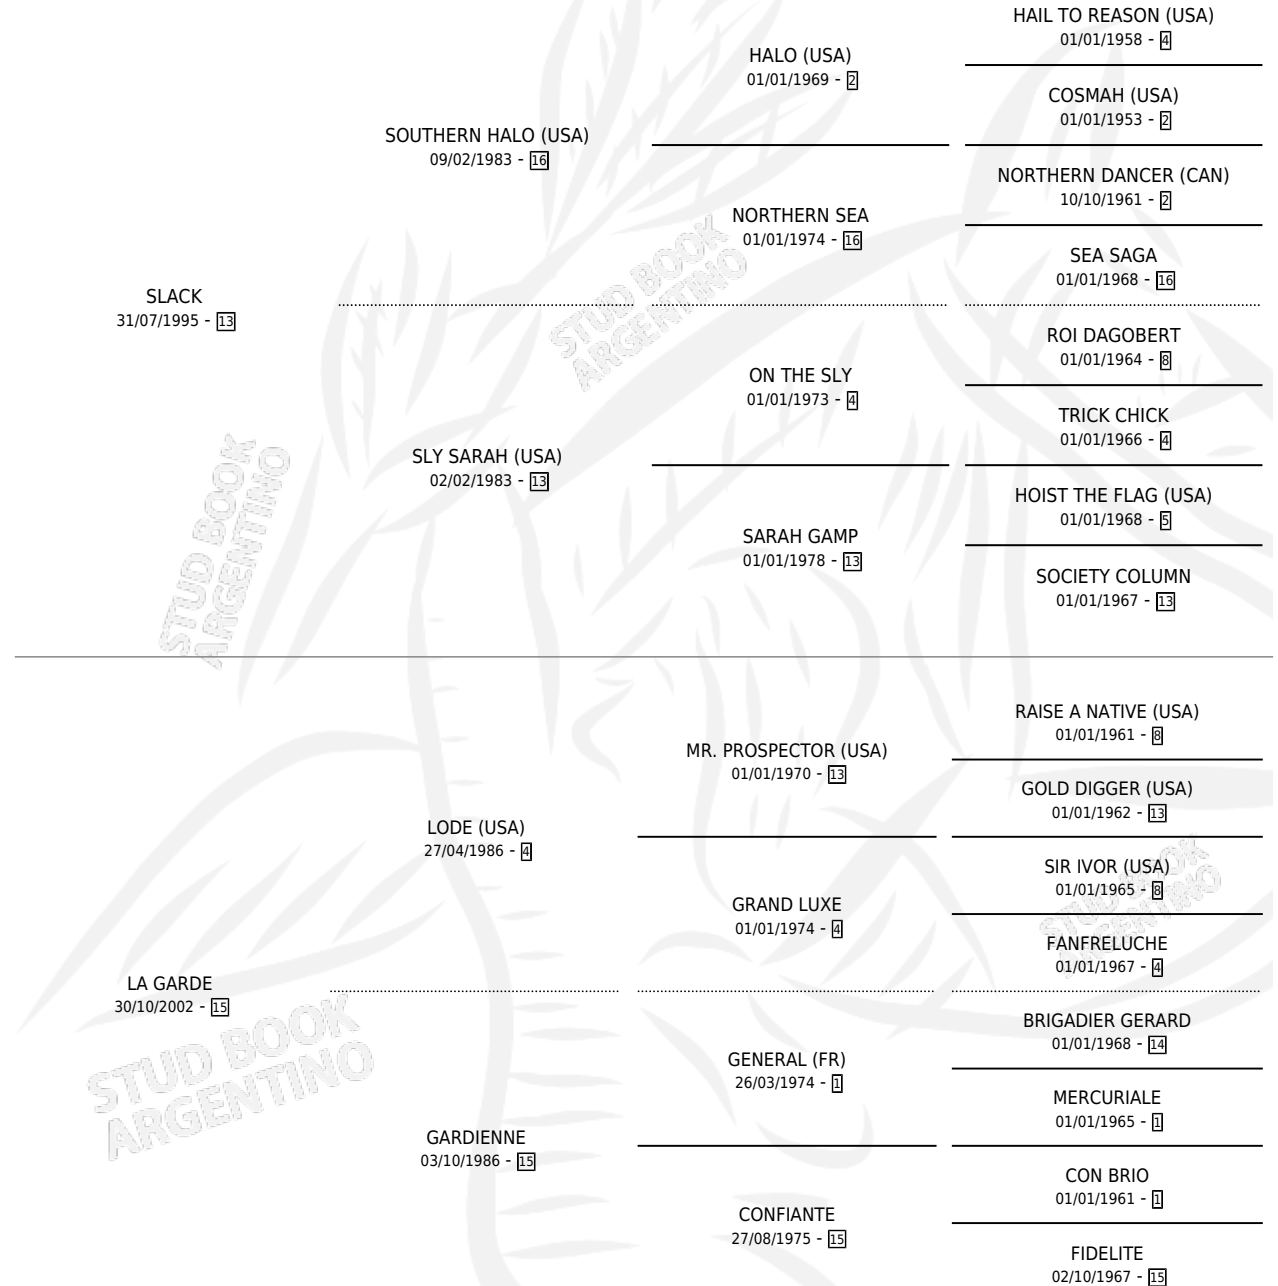 HAIL TO REASON (USA)
01/01/1958 - 4
HALO (USA)
01/01/1969 - 2
COSMAH (USA)
01/01/1953 - 2
SOUTHERN HALO (USA)
09/02/1983 - 16
NORTHERN DANCER (CAN)
10/10/1961 - 2
NORTHERN SEA
01/01/1974 - 16
SEA SAGA
01/01/1968 - 16
SLACK
31/07/1995 - 13
STUD BOOK
ARGENTINO
ROI DAGOBERT
01/01/1964 - 8
ON THE SLY
01/01/1973 - 4
TRICK CHICK
01/01/1966 - 4
SLY SARAH (USA)
02/02/1983 - 13
HOIST THE FLAG (USA)
01/01/1968 - 5
SARAH GAMP
01/01/1978 - 13
SOCIETY COLUMN
01/01/1967 - 13
STUD BOOK
ARGENTINO
RAISE A NATIVE (USA)
01/01/1961 - 8
MR. PROSPECTOR (USA)
01/01/1970 - 13
GOLD DIGGER (USA)
01/01/1962 - 13
LODE (USA)
27/04/1986 - 4
SIR IVOR (USA)
01/01/1965 - 8
GRAND LUXE
01/01/1974 - 4
STUD BOOK
ARGENTINO
FANFRELUCHE
01/01/1967 - 4
LA GARDE
30/10/2002 - 15
BRIGADIER GERARD
01/01/1968 - 14
GENERAL (FR)
26/03/1974 - 1
STUD BOOK
ARGENTINO
MERCURIALE
01/01/1965 - 1
GARDIENNE
03/10/1986 - 15
CON BRIO
01/01/1961 - 1
CONFIANTE
27/08/1975 - 15
FIDELITE
02/10/1967 - 15